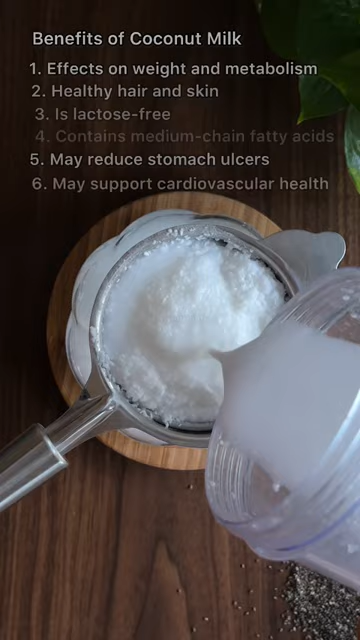 Benefits of Coconut Milk
1. Effects on weight and metabolism
2. Healthy hair and skin
3. Is lactose-free
4. Contains medium-chain fatty acids
5. May reduce stomach ulcers
6. May support cardiovascular health